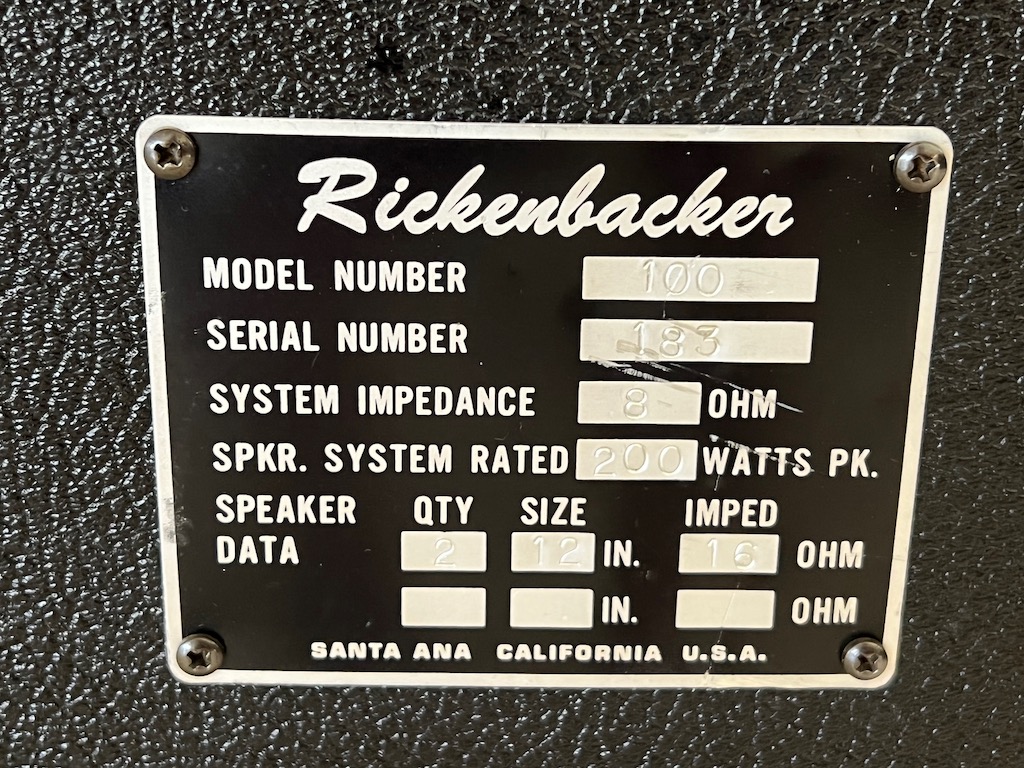 Rickenbacker
MODEL NUMBER 100
SERIAL NUMBER 183
SYSTEM IMPEDANCE 8 OHM
SPKR. SYSTEM RATED 200 WATTS PK.
SPEAKER QTY SIZE IMPED
DATA 2 12 IN. 16 OHM
IN. OHM
SANTA ANA CALIFORNIA U.S.A.